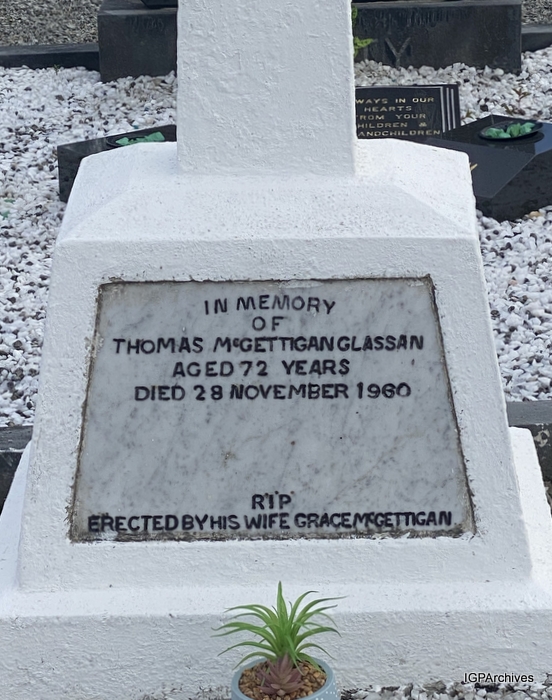 WAYS IN OUR
HEARTS
FROM YOUR
CHILDREN &
ANDCHILDREN
IN MEMORY
OF
THOMAS McGETTIGAN GLASSAN
AGED 72 YEARS
DIED 28 NOVEMBER 1960
R·I·P
ERECTED BY HIS WIFE GRACE McGETTIGAN
IGPArchives